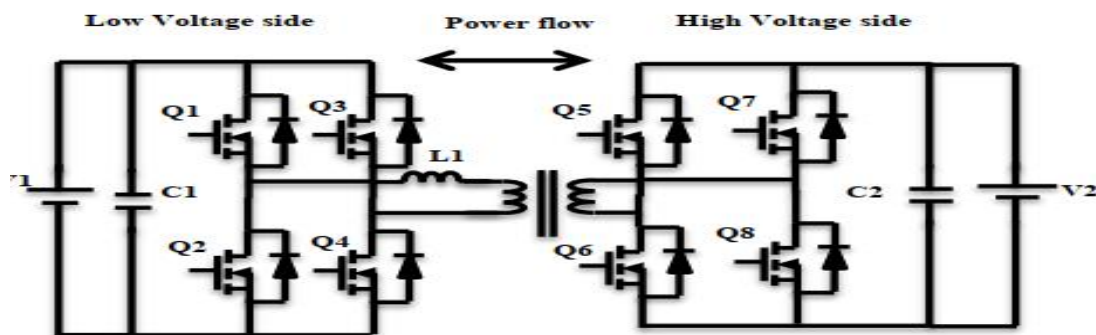 Low Voltage side
Power flow
High Voltage side
Q1
Q3
Q5
Q7
L1
C1
C2
V2
Q2
Q4
Q6
Q8